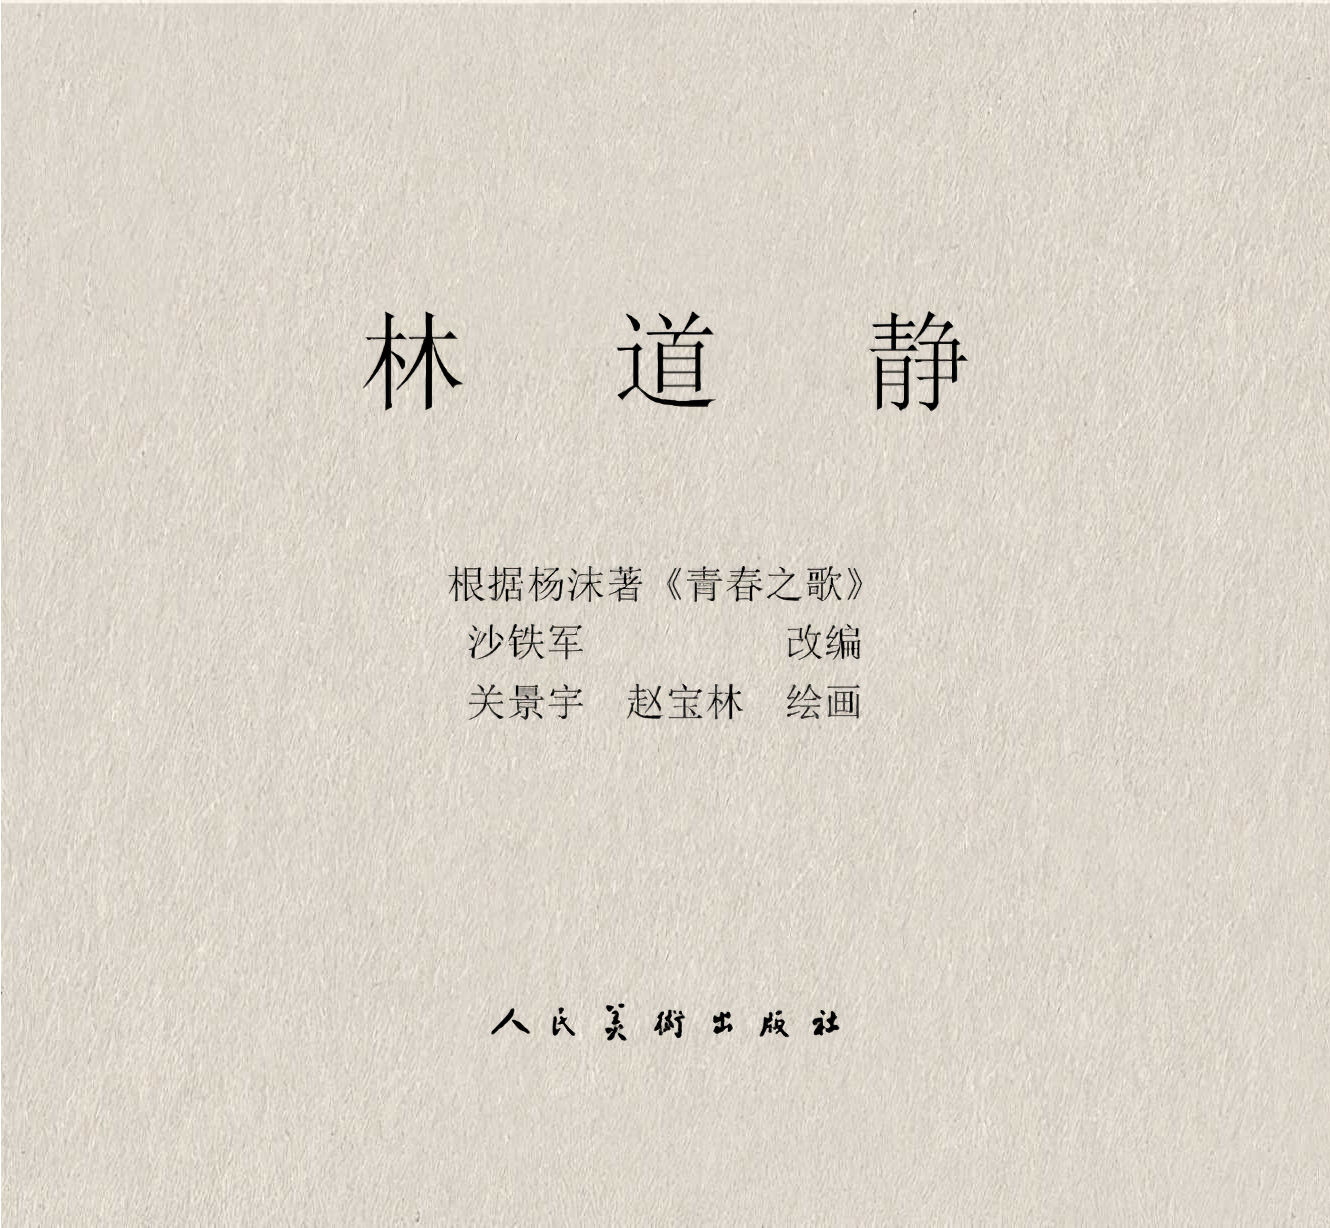 林 道 静
根据杨沫著《青春之歌》
沙铁军 改编
关景宇 赵宝林 绘画
人民美術出版社